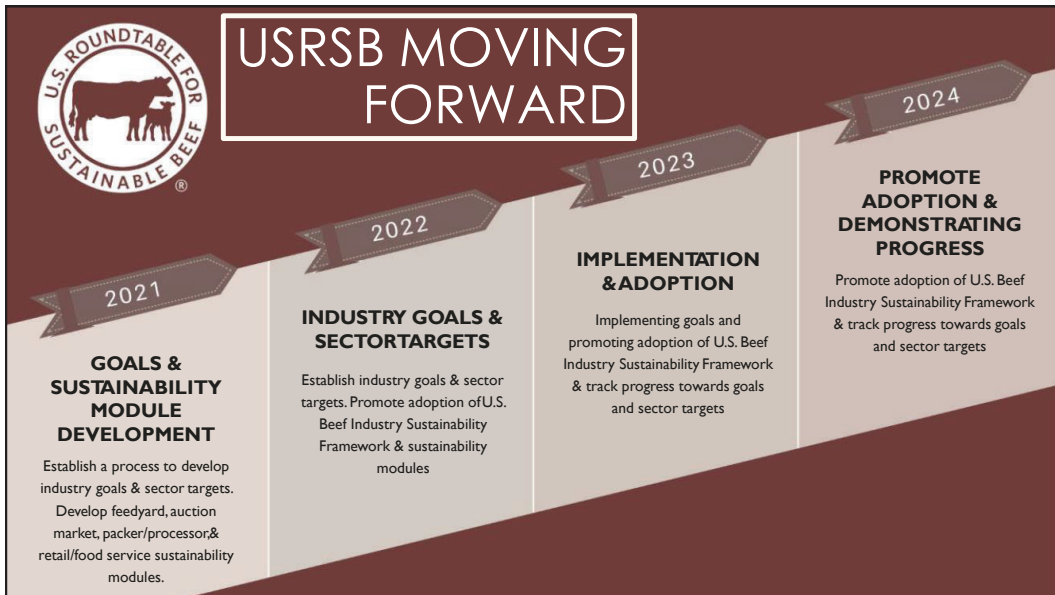 U.S. ROUNDTABLE FOR
SUSTAINABLE BEEF
®
USRSB MOVING
FORWARD
2021
GOALS &
SUSTAINABILITY
MODULE
DEVELOPMENT
Establish a process to develop
industry goals & sector targets.
Develop feedyard, auction
market, packer/processor,&
retail/food service sustainability
modules.
2022
INDUSTRY GOALS &
SECTORTARGETS
Establish industry goals & sector
targets. Promote adoption ofU.S.
Beef Industry Sustainability
Framework & sustainability
modules
2023
IMPLEMENTATION
&ADOPTION
Implementing goals and
promoting adoption of U.S. Beef
Industry Sustainability Framework
& track progress towards goals
and sector targets
2024
PROMOTE
ADOPTION &
DEMONSTRATING
PROGRESS
Promote adoption of U.S. Beef
Industry Sustainability Framework
& track progress towards goals
and sector targets